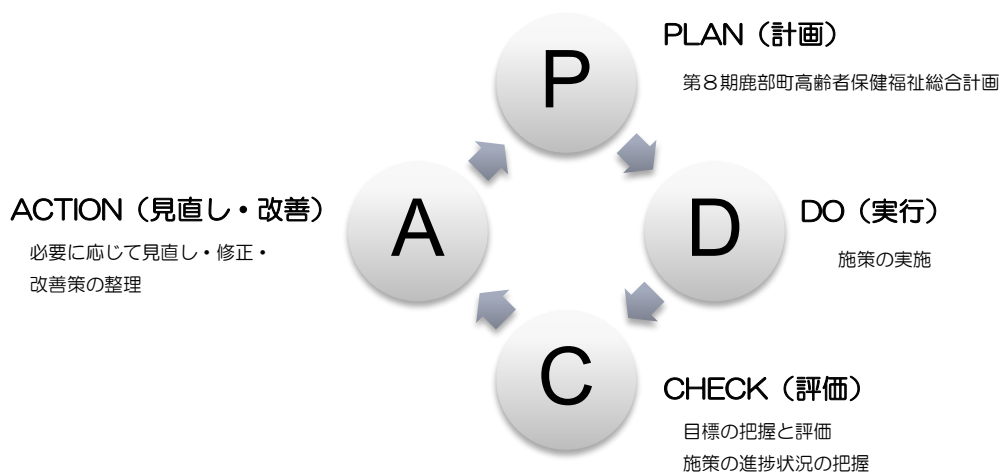 P
PLAN（計画）
第８期鹿部町高齢者保健福祉総合計画
D
DO（実行）
施策の実施
C
CHECK（評価）
目標の把握と評価
施策の進捗状況の把握
A
ACTION（見直し・改善）
必要に応じて見直し・修正・
改善策の整理